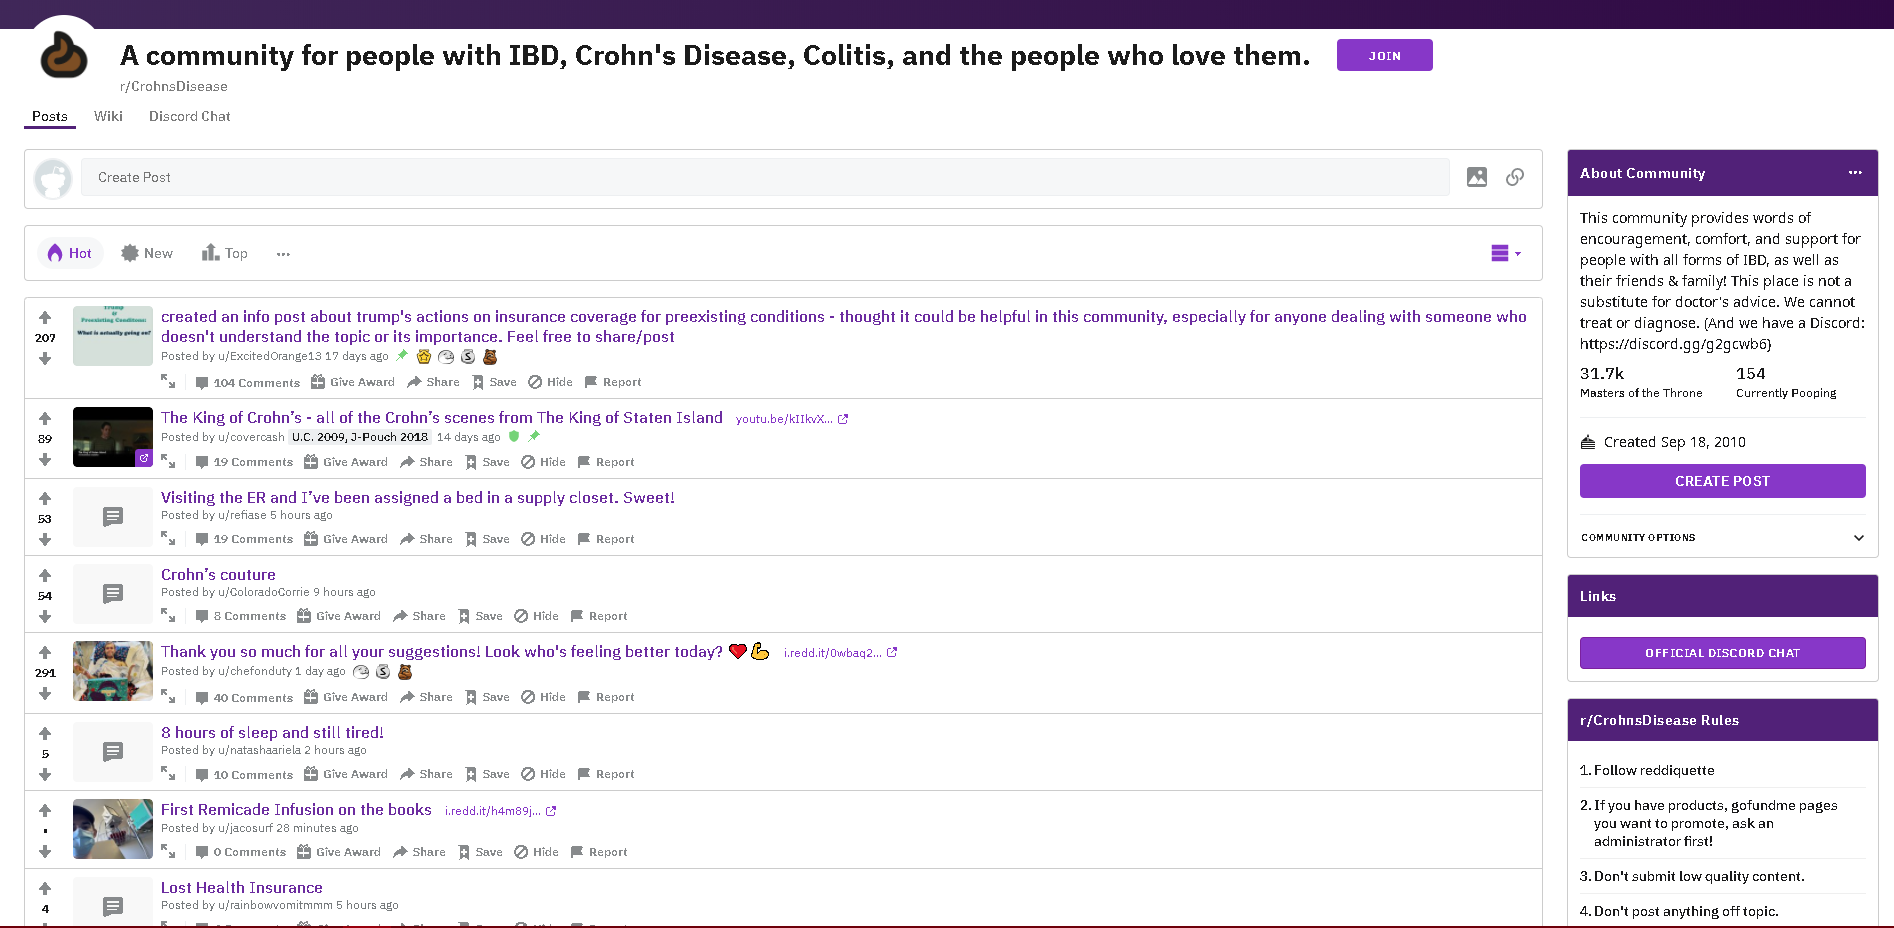 A community for people with IBD, Crohn's Disease, Colitis, and the people who love them.
JOIN
r/CrohnsDisease
Posts
Wiki
Discord Chat
Create Post
Hot
New
Top
207
Preexisting Conditions:
What is actually going on?
created an info post about trump's actions on insurance coverage for preexisting conditions - thought it could be helpful in this community, especially for anyone dealing with someone who
doesn't understand the topic or its importance. Feel free to share/post
Posted by u/ExcitedOrange13 17 days ago
104 Comments Give Award Share Save Hide Report
89
The King of Crohn’s - all of the Crohn’s scenes from The King of Staten Island youtu.be/kIIkvX...
Posted by u/covercash U.C. 2009, J-Pouch 2018 14 days ago
19 Comments Give Award Share Save Hide Report
53
Visiting the ER and I’ve been assigned a bed in a supply closet. Sweet!
Posted by u/refiase 5 hours ago
19 Comments Give Award Share Save Hide Report
54
Crohn’s couture
Posted by u/ColoradoCorrie 9 hours ago
8 Comments Give Award Share Save Hide Report
291
Thank you so much for all your suggestions! Look who's feeling better today? ❤️💪 i.redd.it/0wbaq2...
Posted by u/chefonduty 1 day ago
40 Comments Give Award Share Save Hide Report
5
8 hours of sleep and still tired!
Posted by u/natashaariela 2 hours ago
10 Comments Give Award Share Save Hide Report
•
First Remicade Infusion on the books i.redd.it/h4m89j...
Posted by u/jacosurf 28 minutes ago
0 Comments Give Award Share Save Hide Report
4
Lost Health Insurance
Posted by u/rainbowvomitmmm 5 hours ago
About Community
This community provides words of
encouragement, comfort, and support for
people with all forms of IBD, as well as
their friends & family! This place is not a
substitute for doctor's advice. We cannot
treat or diagnose. (And we have a Discord:
https://discord.gg/g2gcwb6}
31.7k
Masters of the Throne
154
Currently Pooping
Created Sep 18, 2010
CREATE POST
COMMUNITY OPTIONS
Links
OFFICIAL DISCORD CHAT
r/CrohnsDisease Rules
1. Follow reddiquette
2. If you have products, gofundme pages
you want to promote, ask an
administrator first!
3. Don't submit low quality content.
4. Don't post anything off topic.